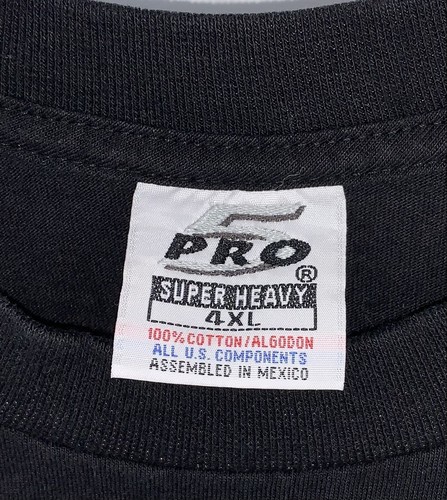 PRO 5
®
SUPER HEAVY
4XL
100% COTTON/ALGODON
ALL U.S. COMPONENTS
ASSEMBLED IN MEXICO